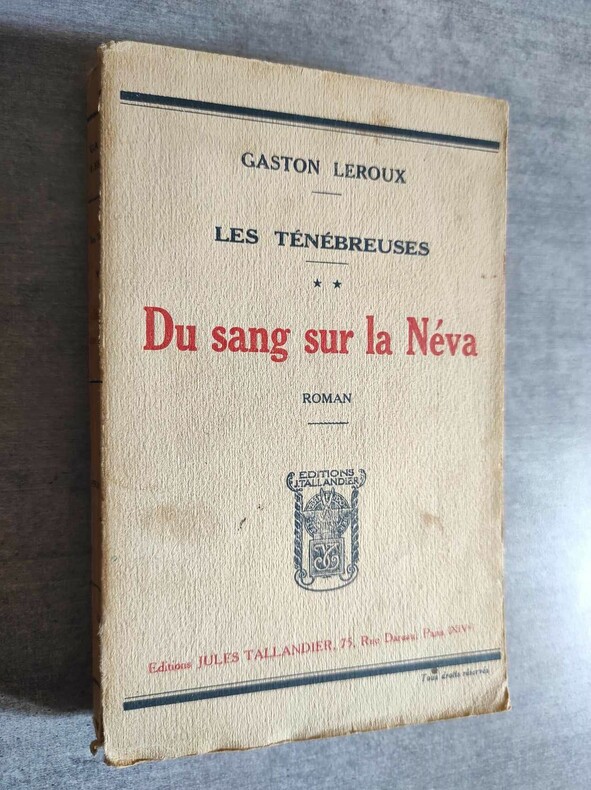 GASTON LEROUX
LES TÉNÉBREUSES
★ ★
Du sang sur la Néva
ROMAN
EDITIONS
J.TALLANDIER
Editions JULES TALLANDIER, 75, Rue Dareau, Paris (XIVe)
Tous droits réservés